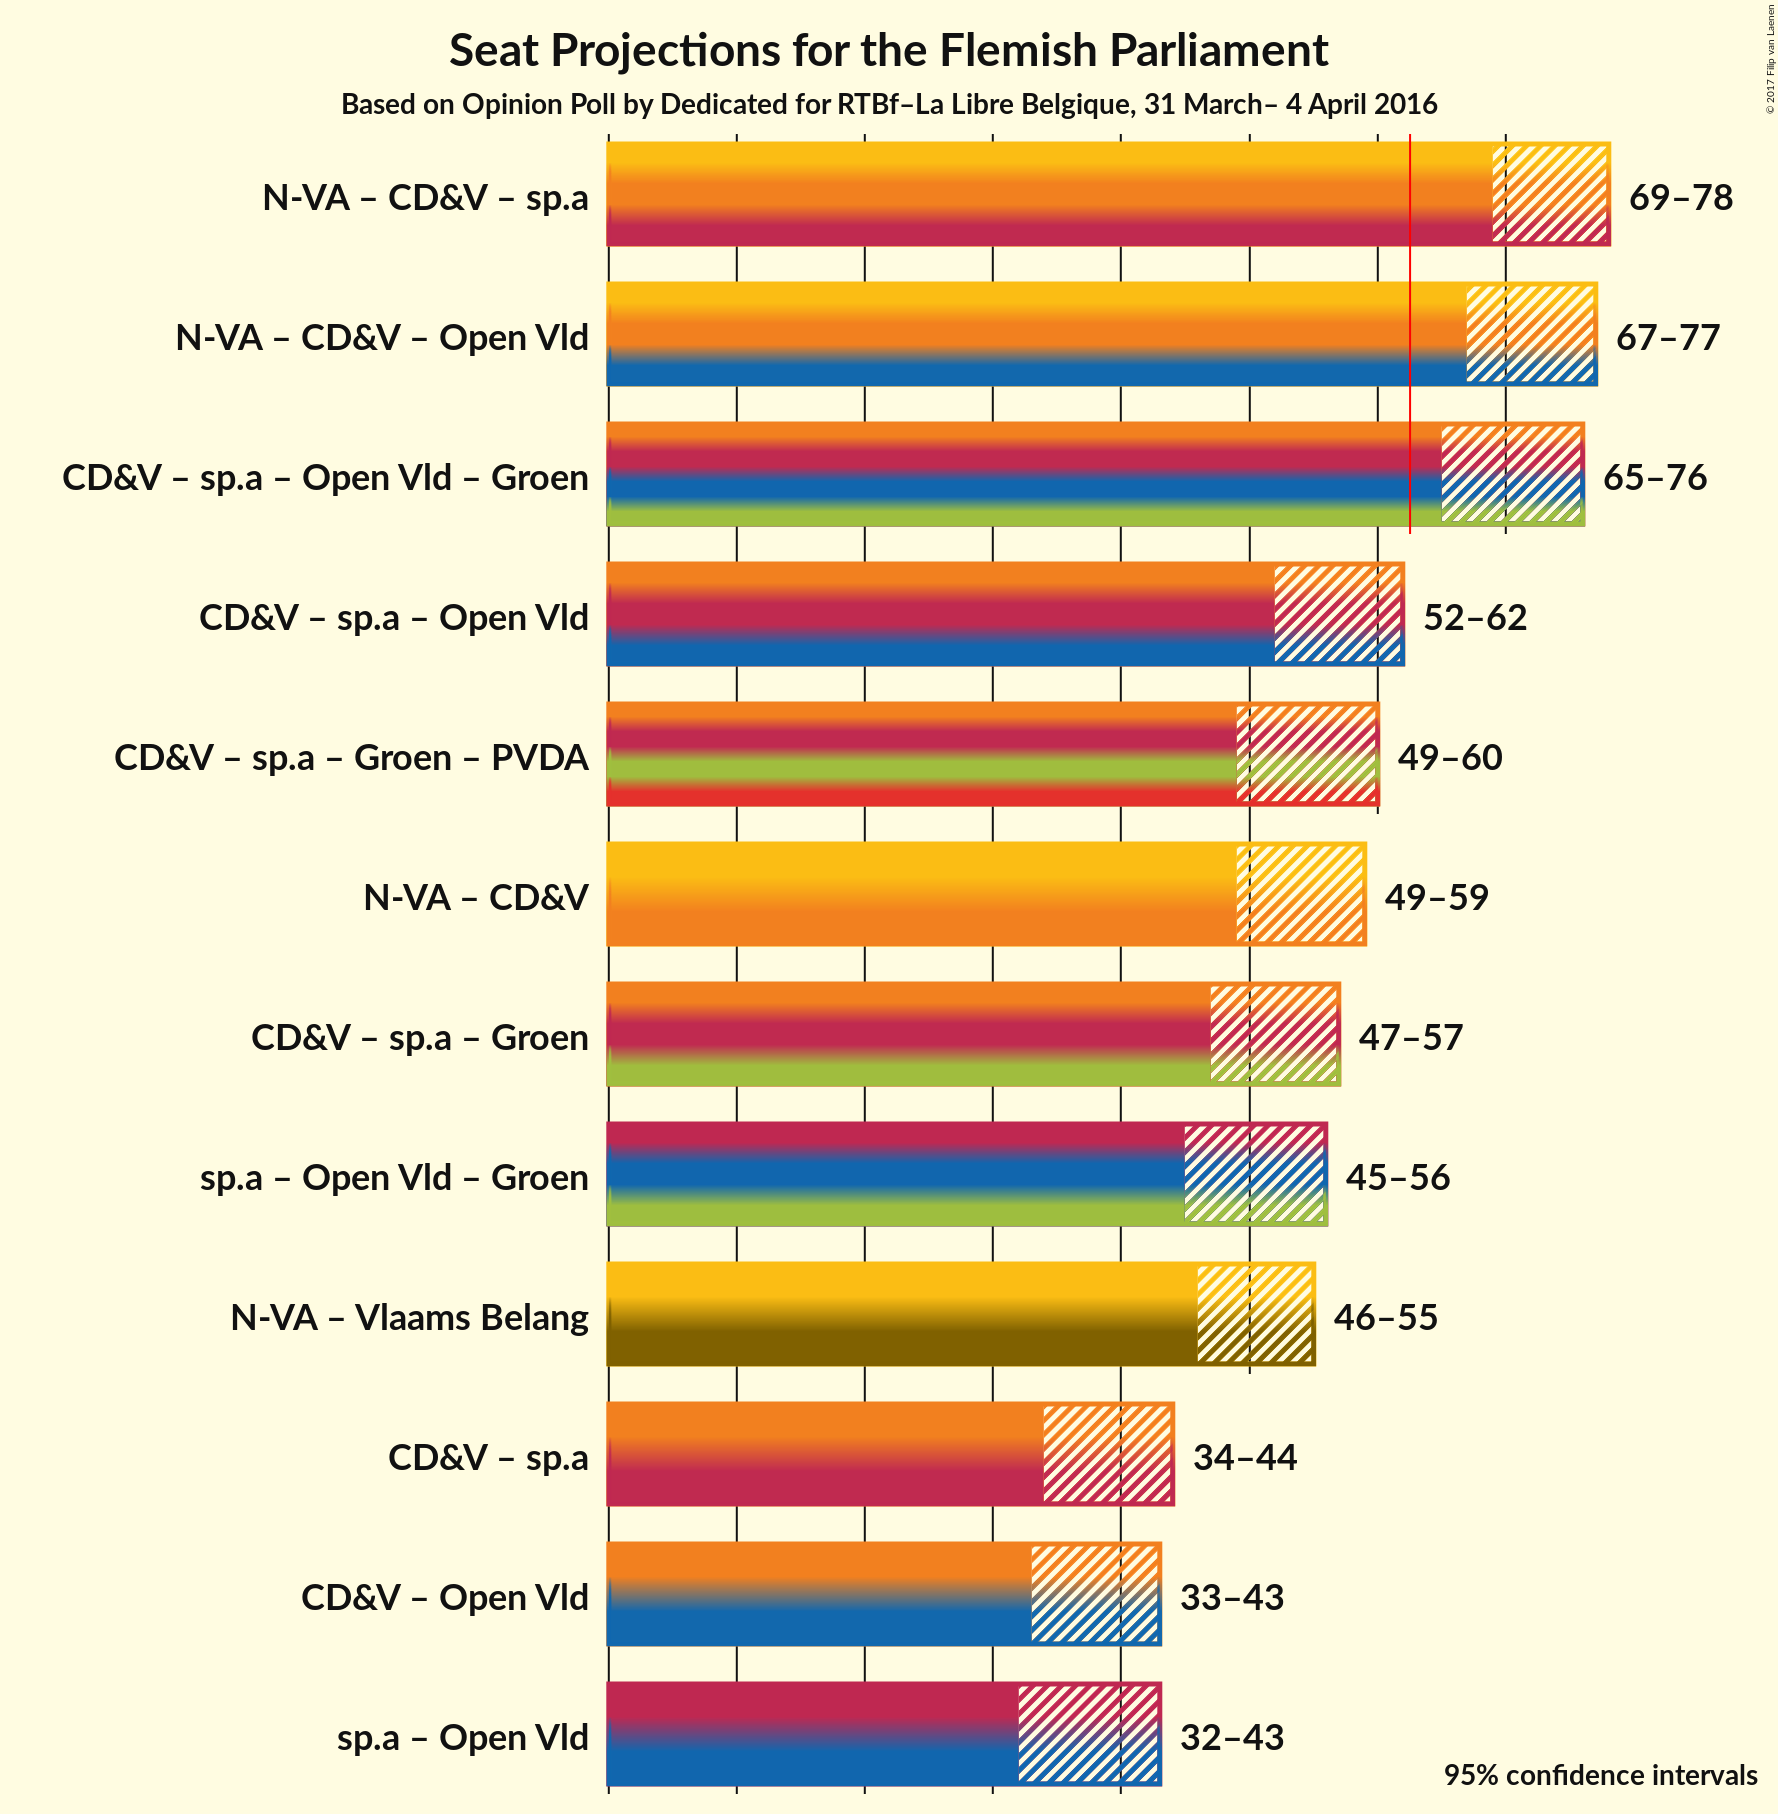 Seat Projections for the Flemish Parliament
Based on Opinion Poll by Dedicated for RTBf–La Libre Belgique, 31 March– 4 April 2016
© 2017 Filip van Laenen
N-VA – CD&V – sp.a 69–78
N-VA – CD&V – Open Vld 67–77
CD&V – sp.a – Open Vld – Groen 65–76
CD&V – sp.a – Open Vld 52–62
CD&V – sp.a – Groen – PVDA 49–60
N-VA – CD&V 49–59
CD&V – sp.a – Groen 47–57
sp.a – Open Vld – Groen 45–56
N-VA – Vlaams Belang 46–55
CD&V – sp.a 34–44
CD&V – Open Vld 33–43
sp.a – Open Vld 32–43
95% confidence intervals